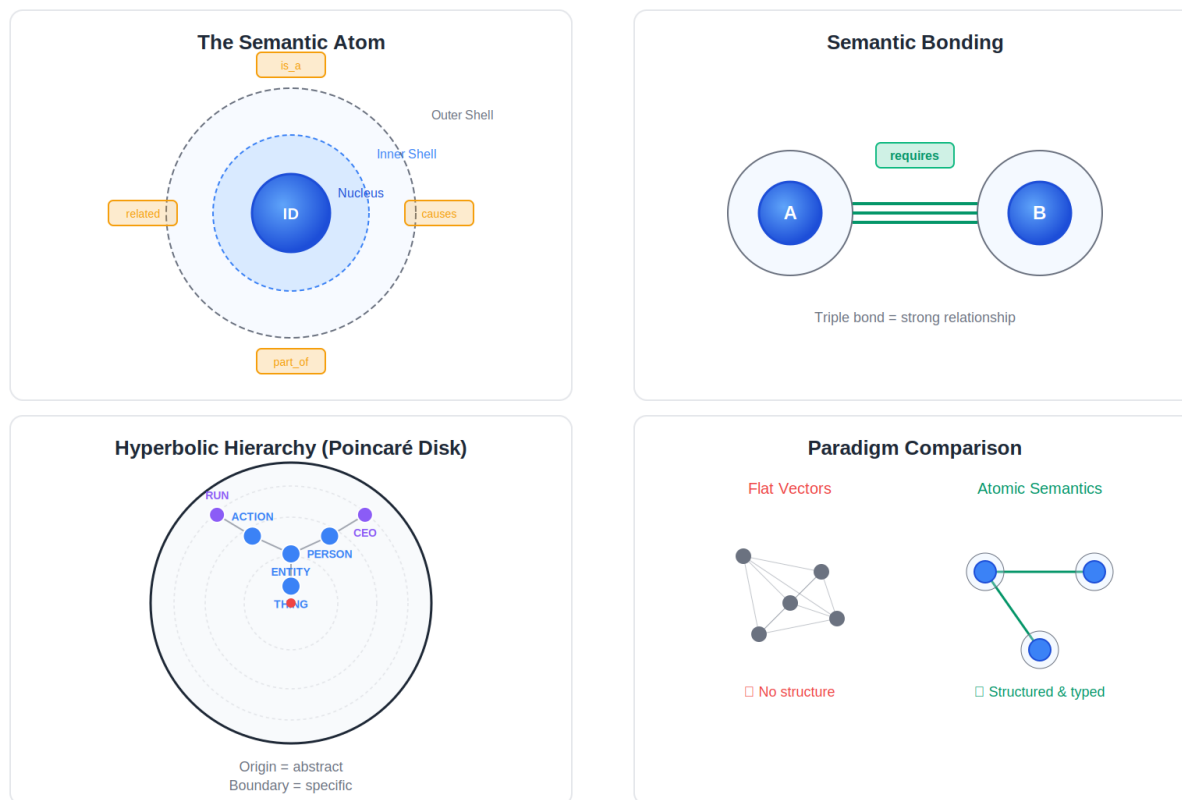 The Semantic Atom
is_a
Outer Shell
Inner Shell
Nucleus
ID
related
causes
part_of
Semantic Bonding
requires
A
B
Triple bond = strong relationship
Hyperbolic Hierarchy (Poincaré Disk)
RUN
ACTION
CEO
PERSON
ENTITY
THING
Origin = abstract
Boundary = specific
Paradigm Comparison
Flat Vectors
Atomic Semantics
No structure
Structured & typed